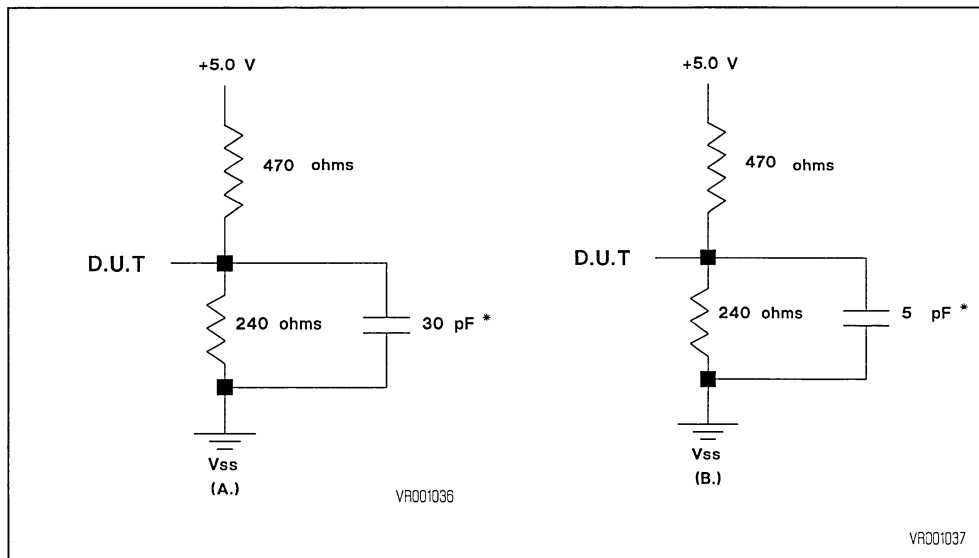 +5.0 V
470 ohms
D.U.T
240 ohms
30 pF *
Vss
(A.)
VR001036
+5.0 V
470 ohms
D.U.T
240 ohms
5 pF *
Vss
(B.)
VR001037